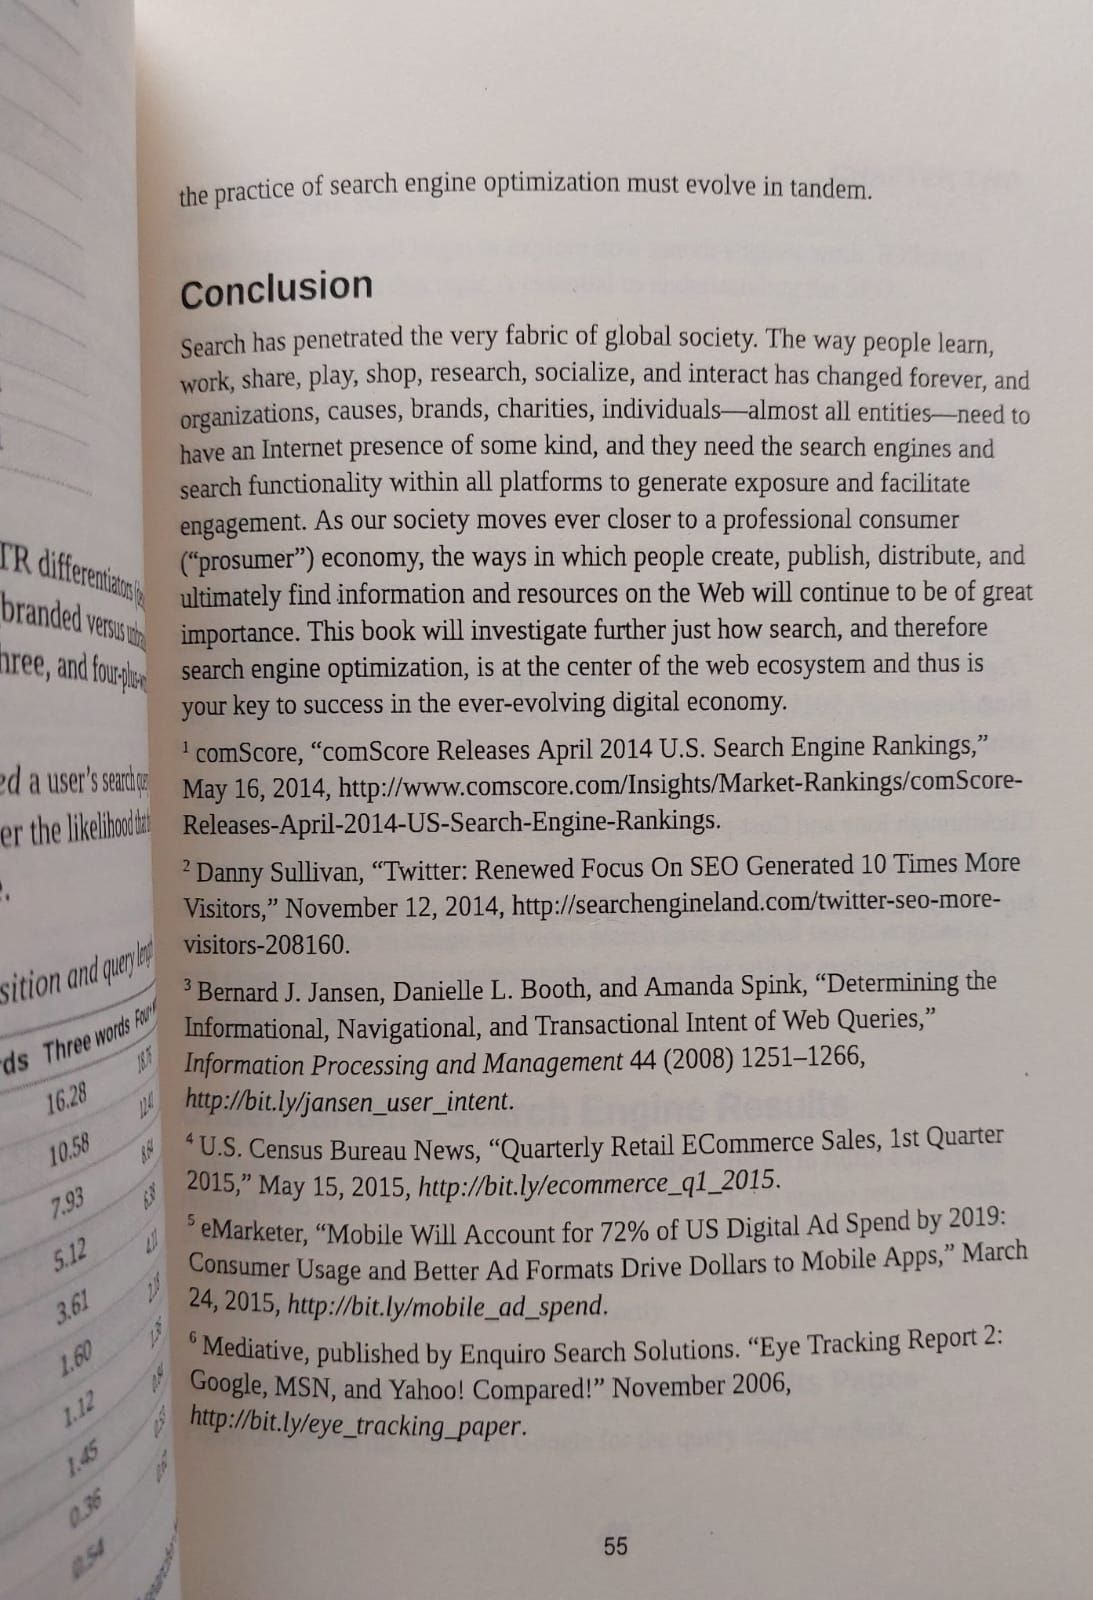 TR differentiators
branded versus
hree, and four-plus-
ed a user's search
er the likelihood
sition and query length
ds Three words Four
16.28 18.76
10.58 12.41
7.93 8.64
5.12 6.38
3.61 4.11
1.60
1.12
1.45
0.36
0.54
the practice of search engine optimization must evolve in tandem.
Conclusion
Search has penetrated the very fabric of global society. The way people learn,
work, share, play, shop, research, socialize, and interact has changed forever, and
organizations, causes, brands, charities, individuals—almost all entities—need to
have an Internet presence of some kind, and they need the search engines and
search functionality within all platforms to generate exposure and facilitate
engagement. As our society moves ever closer to a professional consumer
(“prosumer”) economy, the ways in which people create, publish, distribute, and
ultimately find information and resources on the Web will continue to be of great
importance. This book will investigate further just how search, and therefore
search engine optimization, is at the center of the web ecosystem and thus is
your key to success in the ever-evolving digital economy.
1 comScore, “comScore Releases April 2014 U.S. Search Engine Rankings,”
May 16, 2014, http://www.comscore.com/Insights/Market-Rankings/comScore-
Releases-April-2014-US-Search-Engine-Rankings.
2 Danny Sullivan, “Twitter: Renewed Focus On SEO Generated 10 Times More
Visitors,” November 12, 2014, http://searchengineland.com/twitter-seo-more-
visitors-208160.
3 Bernard J. Jansen, Danielle L. Booth, and Amanda Spink, “Determining the
Informational, Navigational, and Transactional Intent of Web Queries,”
Information Processing and Management 44 (2008) 1251–1266,
http://bit.ly/jansen_user_intent.
4 U.S. Census Bureau News, “Quarterly Retail ECommerce Sales, 1st Quarter
2015,” May 15, 2015, http://bit.ly/ecommerce_q1_2015.
5 eMarketer, “Mobile Will Account for 72% of US Digital Ad Spend by 2019:
Consumer Usage and Better Ad Formats Drive Dollars to Mobile Apps,” March
24, 2015, http://bit.ly/mobile_ad_spend.
6 Mediative, published by Enquiro Search Solutions. “Eye Tracking Report 2:
Google, MSN, and Yahoo! Compared!” November 2006,
http://bit.ly/eye_tracking_paper.
55